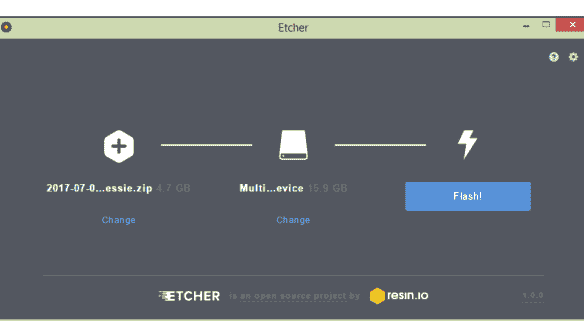 Etcher
2017-07-0...essie.zip 4.7 GB
Multi...evice 15.9 GB
Flash!
Change
Change
ETCHER is an open source project by resin.io
1.0.0